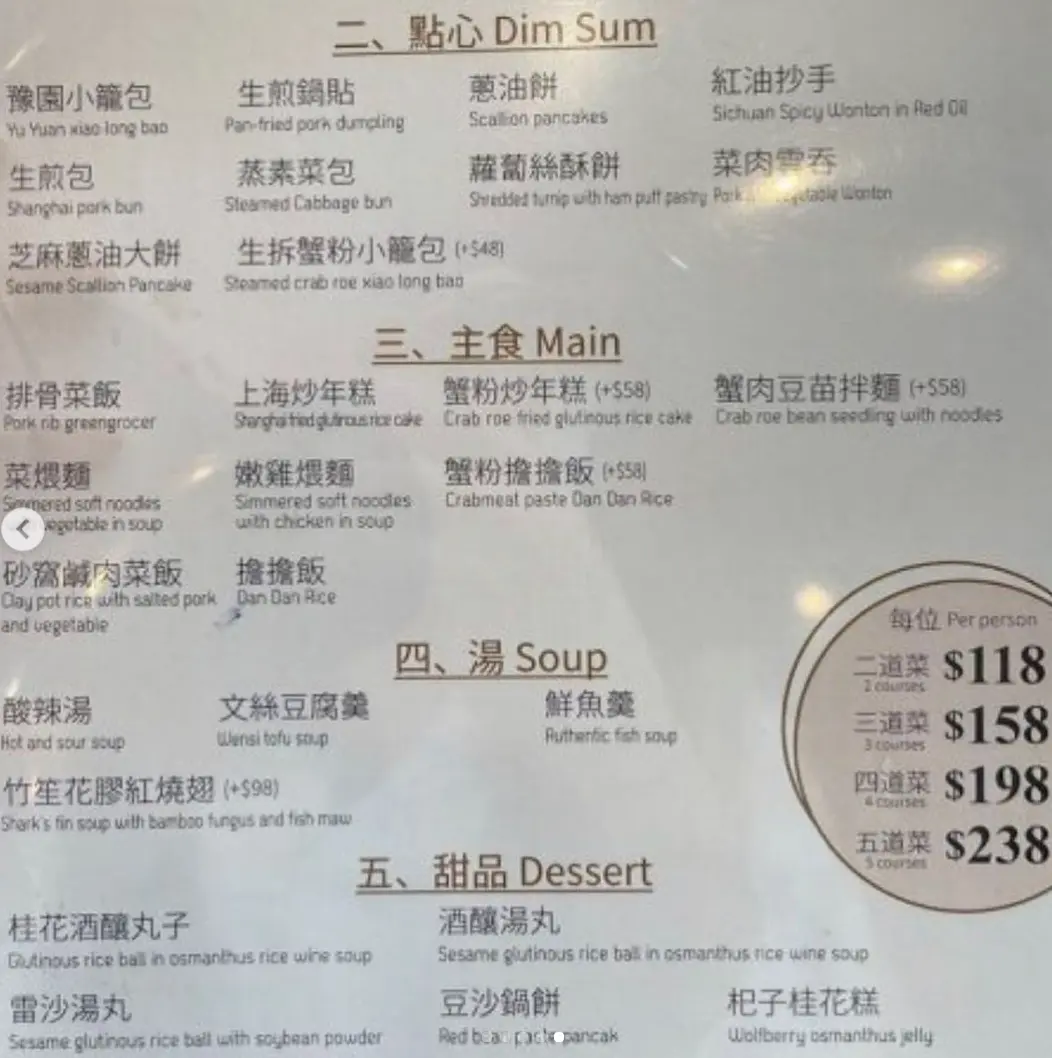 二、點心 Dim Sum
豫園小籠包 生煎鍋貼 蔥油餅 紅油抄手
Yu Yuan xiao long bao Pan-fried pork dumpling Scallion pancakes Sichuan Spicy Wonton in Red Oil
生煎包 蒸素菜包 蘿蔔絲酥餅 菜肉雲吞
Shanghai pork bun Steamed Cabbage bun Shredded turnip with ham puff pastry Pork Vegetable Wonton
芝麻蔥油大餅 生拆蟹粉小籠包 (+$48)
Sesame Scallion Pancake Steamed crab roe xiao long bao
三、主食 Main
排骨菜飯 上海炒年糕 蟹粉炒年糕 (+$58) 蟹肉豆苗拌麵 (+$58)
Pork rib greengrocer Shanghai fried glutinous rice cake Crab roe fried glutinous rice cake Crab roe bean seedling with noodles
菜煨麵 嫩雞煨麵 蟹粉擔擔飯 (+$58)
Simmered soft noodles Simmered soft noodles Crabmeat paste Dan Dan Rice
vegetable in soup with chicken in soup
砂窩鹹肉菜飯 擔擔飯
Clay pot rice with salted pork Dan Dan Rice
and vegetable
四、湯 Soup
酸辣湯 文絲豆腐羹 鮮魚羹
Hot and sour soup Wensi tofu soup Authentic fish soup
竹笙花膠紅燒翅 (+$98)
Shark's fin soup with bamboo fungus and fish maw
每位 Per person
二道菜 $118
2 courses
三道菜 $158
3 courses
四道菜 $198
4 courses
五道菜 $238
5 courses
五、甜品 Dessert
桂花酒釀丸子 酒釀湯丸
Glutinous rice ball in osmanthus rice wine soup Sesame glutinous rice ball in osmanthus rice wine soup
雷沙湯丸 豆沙鍋餅 杞子桂花糕
Sesame glutinous rice ball with soybean powder Red bean paste pancak Wolfberry osmanthus jelly